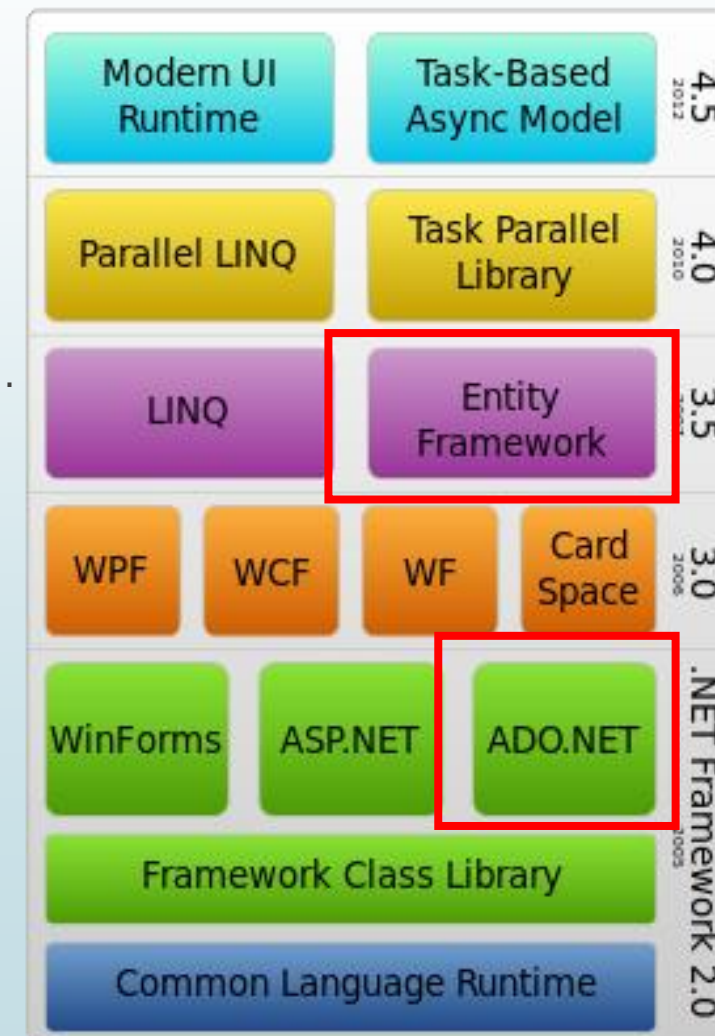 Modern UI
Runtime
Task-Based
Async Model
4.5
2012
Parallel LINQ
Task Parallel
Library
4.0
2010
LINQ
Entity
Framework
3.5
WPF
WCF
WF
Card
Space
3.0
2006
WinForms
ASP.NET
ADO.NET
.NET Framework 2.0
2005
Framework Class Library
Common Language Runtime